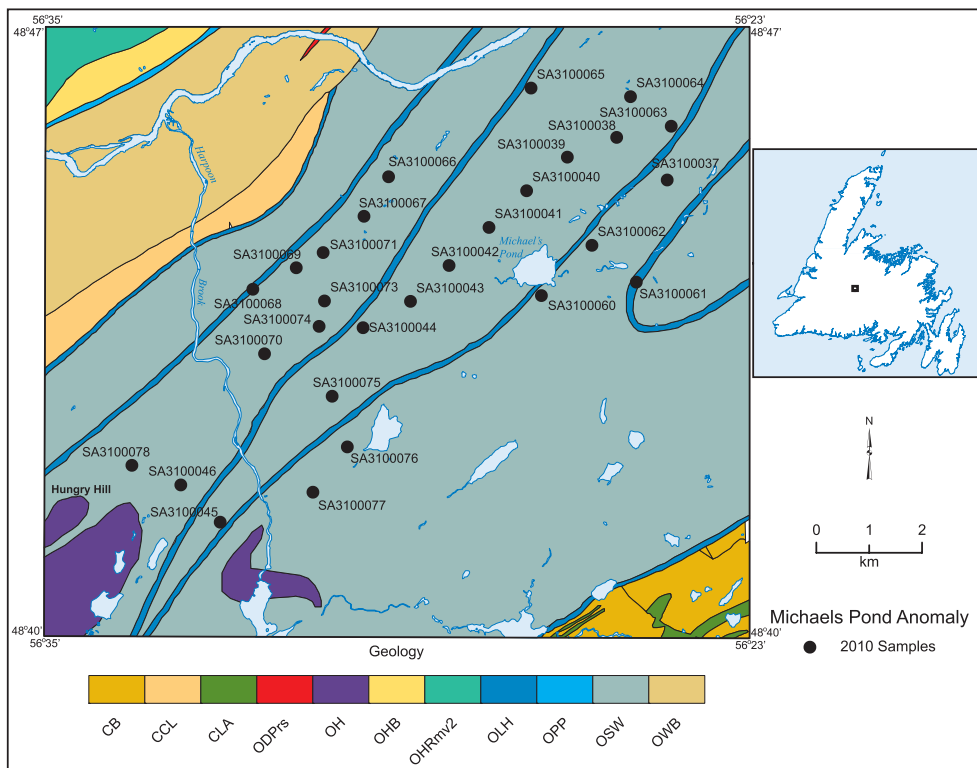 56°35'
56°23'
48°47'
48°47'
SA3100065
SA3100064
SA3100063
SA3100038
SA3100039
Harpoon
SA3100066
SA3100037
SA3100040
SA3100067
SA3100041
SA3100062
SA3100071
Michael's
Pond
SA3100069
SA3100042
Brook
SA3100073
SA3100043
SA3100061
SA3100068
SA3100060
SA3100074
SA3100044
SA3100070
SA3100075
N
SA3100078
SA3100076
SA3100046
Hungry Hill
SA3100077
SA3100045
0 1 2
km
Michaels Pond Anomaly
2010 Samples
48°40'
48°40'
56°35'
56°23'
Geology
CB CCL CLA ODPrs OH OHB OHRmv2 OLH OPP OSW OWB